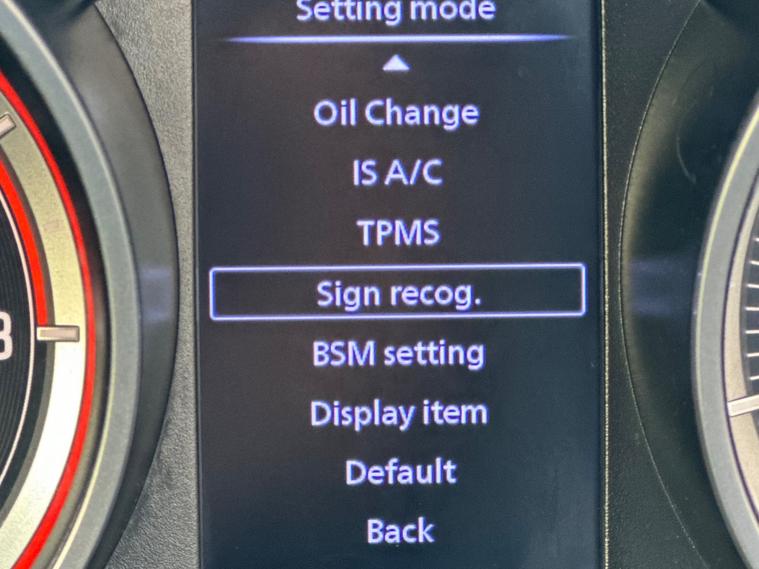 Setting mode
Oil Change
IS A/C
TPMS
Sign recog.
BSM setting
Display item
Default
Back